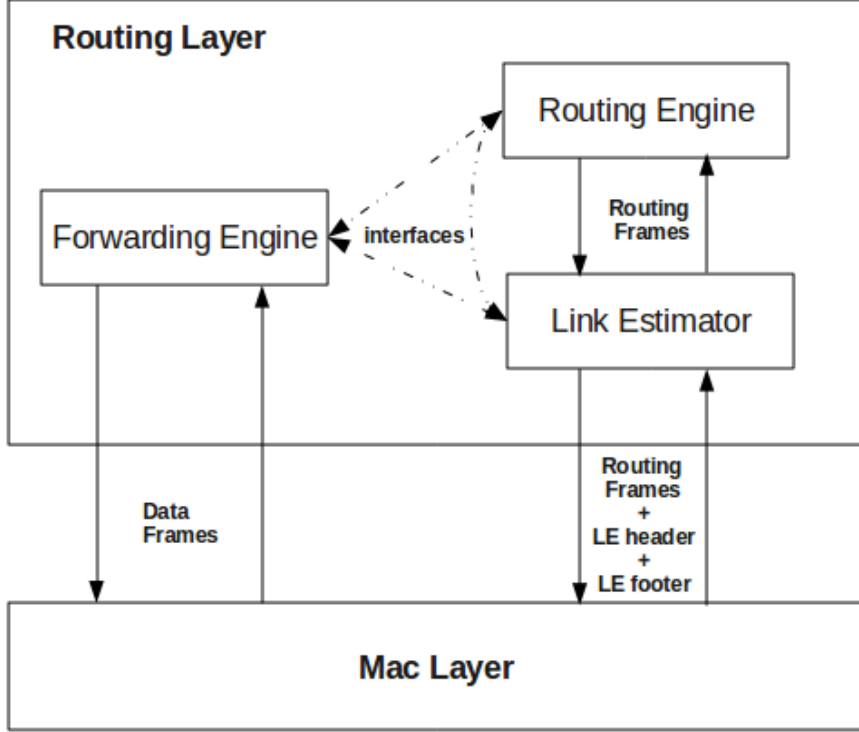 Routing Layer
Routing Engine
Routing
Frames
Forwarding Engine
interfaces
Link Estimator
Data
Frames
Routing
Frames
+
LE header
+
LE footer
Mac Layer